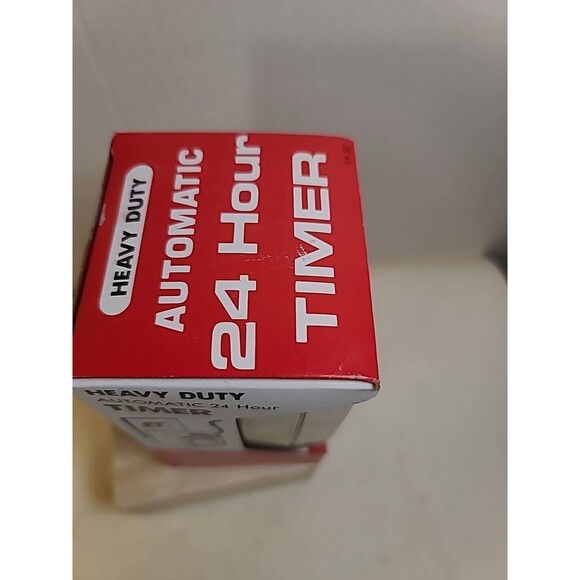 HEAVY DUTY
AUTOMATIC
24 Hour
TIMER
HEAVY DUTY
AUTOMATIC 24 Hour
TIMER